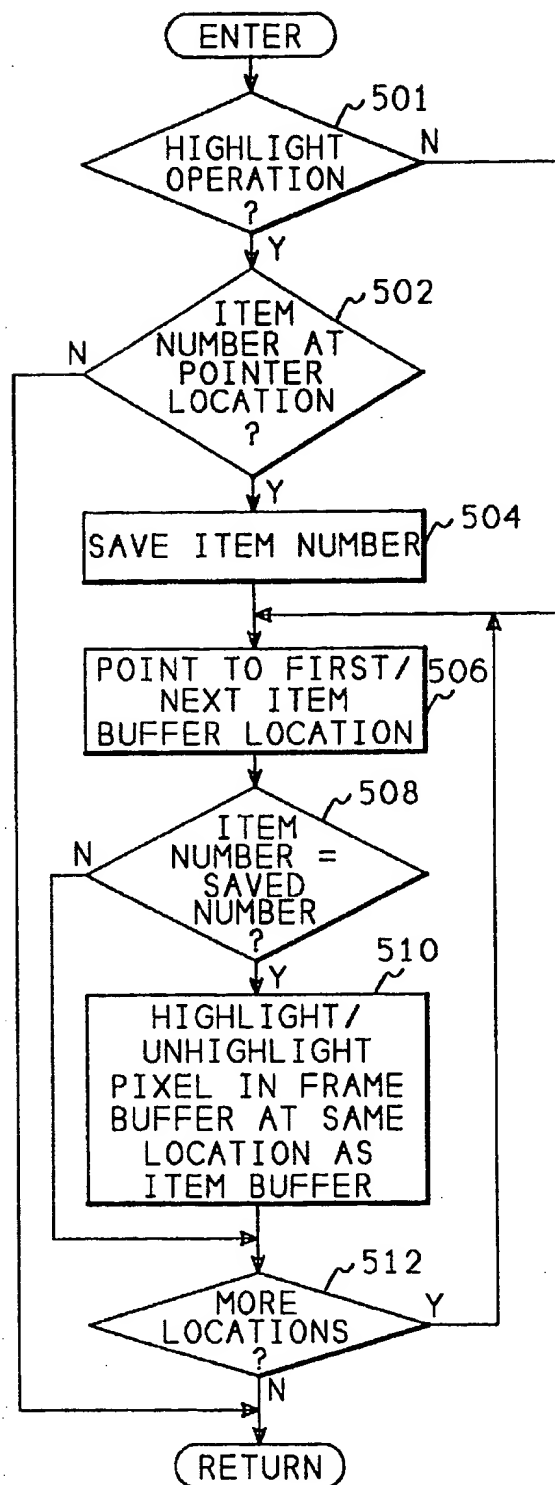 ENTER
501
HIGHLIGHT
OPERATION
?
N
Y
502
ITEM
NUMBER AT
POINTER
LOCATION
?
N
Y
504
SAVE ITEM NUMBER
POINT TO FIRST/
NEXT ITEM
BUFFER LOCATION
506
508
ITEM
NUMBER =
SAVED
NUMBER
?
N
Y
510
HIGHLIGHT/
UNHIGHLIGHT
PIXEL IN FRAME
BUFFER AT SAME
LOCATION AS
ITEM BUFFER
512
MORE
LOCATIONS
?
Y
N
RETURN